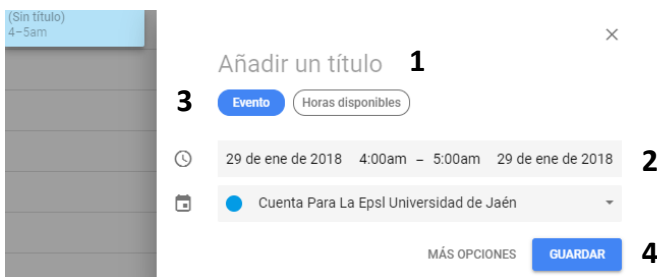 (Sin título)
4–5am
Añadir un título 1
3 Evento Horas disponibles
29 de ene de 2018 4:00am – 5:00am 29 de ene de 2018 2
Cuenta Para La Epsl Universidad de Jaén
MÁS OPCIONES GUARDAR 4